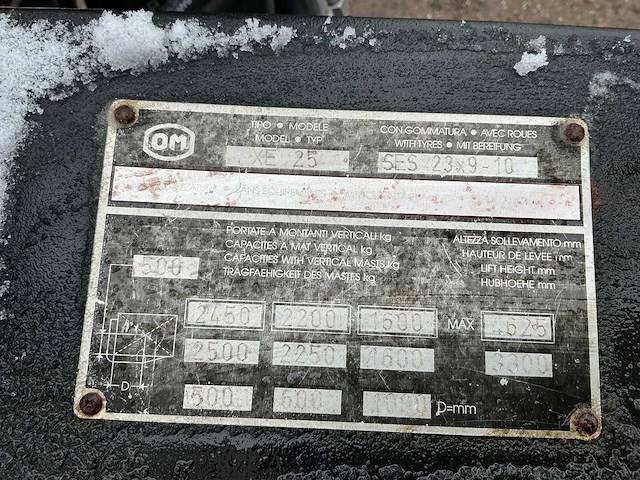 OM
TIPO • MODELE
MODEL • TYP
XE 25
CON GOMMATURA • AVEC ROUES
WITH TYRES • MIT BEREIFUNG
SES 23x9-10
PORTATE A MONTANTI VERTICALI kg
CAPACITES A MAT VERTICAL kg
CAPACITIES WITH VERTICAL MASTS kg
TRAGFAEHIGKEIT DES MASTES kg
ALTEZZA SOLLEVAMENTO mm
HAUTEUR DE LEVÉE mm
LIFT HEIGHT mm
HUBHOEHE mm
500
2450 2200 1600 MAX 4625
2500 2250 1600 3300
500 600 D=mm
D